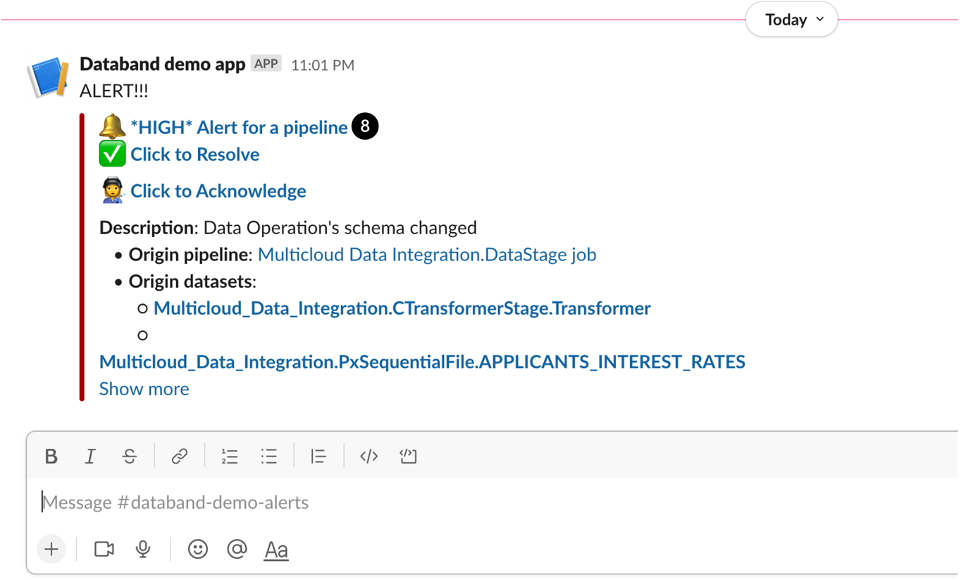 Today
Databand demo app APP 11:01 PM
ALERT!!!
*HIGH* Alert for a pipeline 8
Click to Resolve
Click to Acknowledge
Description: Data Operation's schema changed
• Origin pipeline: Multicloud Data Integration.DataStage job
• Origin datasets:
Multicloud_Data_Integration.CTransformerStage.Transformer
Multicloud_Data_Integration.PxSequentialFile.APPLICANTS_INTEREST_RATES
Show more
Message #databand-demo-alerts
Aa